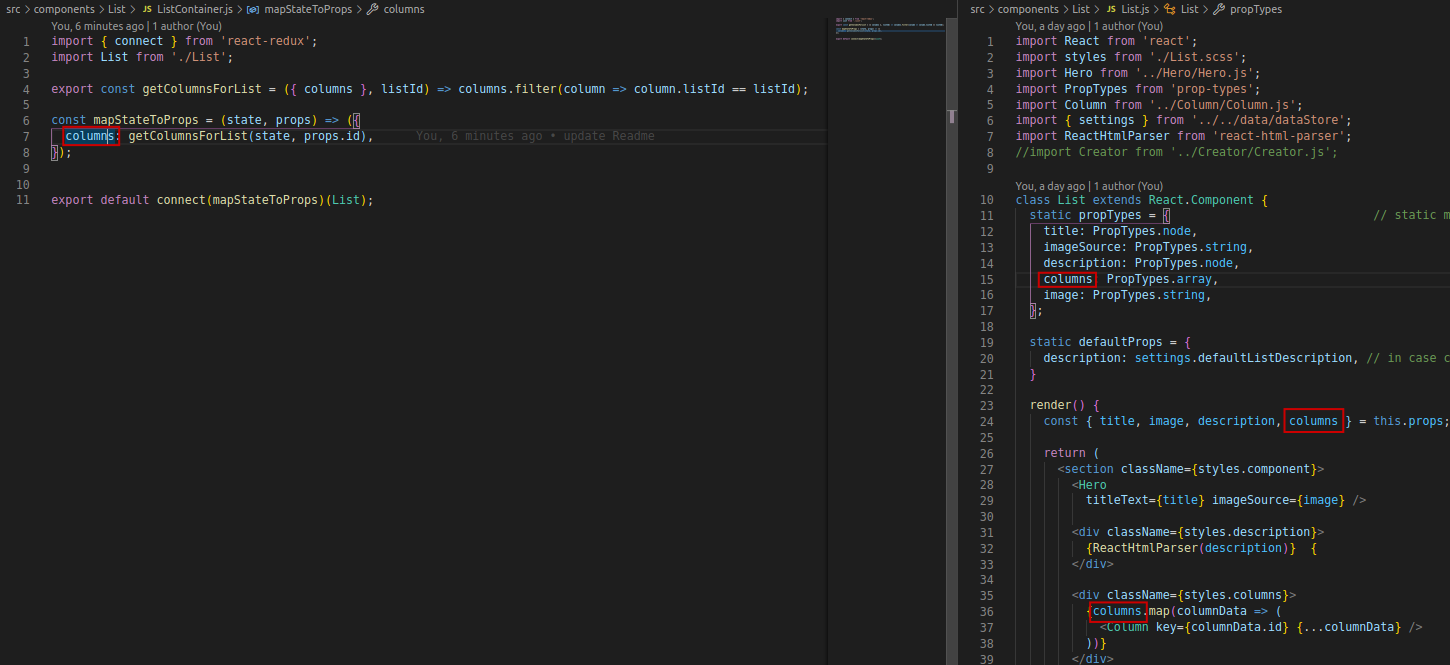 src > components > List > JS ListContainer.js > mapStateToProps > columns
You, 6 minutes ago | 1 author (You)
1 import { connect } from 'react-redux';
2 import List from './List';
3
4 export const getColumnsForList = ({ columns }, listId) => columns.filter(column => column.listId == listId);
5
6 const mapStateToProps = (state, props) => ({
7 columns: getColumnsForList(state, props.id), You, 6 minutes ago • update Readme
8 });
9
10
11 export default connect(mapStateToProps)(List);
src > components > List > JS List.js > List > propTypes
You, a day ago | 1 author (You)
1 import React from 'react';
2 import styles from './List.scss';
3 import Hero from '../Hero/Hero.js';
4 import PropTypes from 'prop-types';
5 import Column from '../Column/Column.js';
6 import { settings } from '../../data/dataStore';
7 import ReactHtmlParser from 'react-html-parser';
8 //import Creator from '../Creator/Creator.js';
9
You, a day ago | 1 author (You)
10 class List extends React.Component {
11 static propTypes = { // static m
12 title: PropTypes.node,
13 imageSource: PropTypes.string,
14 description: PropTypes.node,
15 columns PropTypes.array,
16 image: PropTypes.string,
17 };
18
19 static defaultProps = {
20 description: settings.defaultListDescription, // in case c
21 }
22
23 render() {
24 const { title, image, description, columns } = this.props;
25
26 return (
27 <section className={styles.component}>
28 <Hero
29 titleText={title} imageSource={image} />
30
31 <div className={styles.description}>
32 {ReactHtmlParser(description)} {
33 </div>
34
35 <div className={styles.columns}>
36 {columns.map(columnData => (
37 <Column key={columnData.id} {...columnData} />
38 ))}
39 </div>